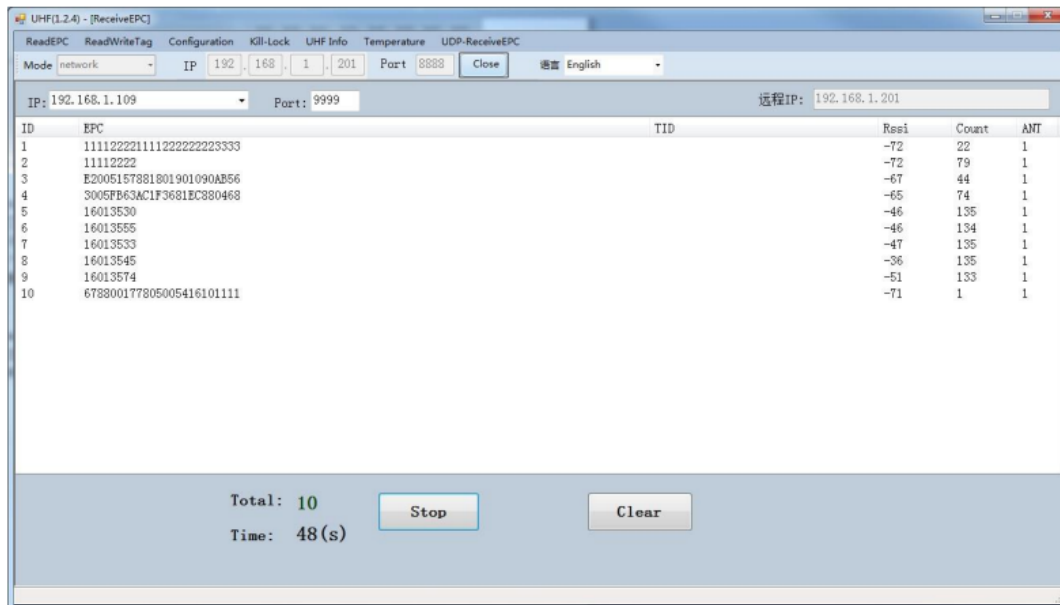 UHF(1.2.4) - [ReceiveEPC]
ReadEPC ReadWriteTag Configuration Kill-Lock UHF Info Temperature UDP-ReceiveEPC
Mode network IP 192 . 168 . 1 . 201 Port 8888 Close 语言 English
IP: 192.168.1.109 Port: 9999 远程IP: 192.168.1.201
ID EPC TID Rssi Count ANT
1 111122221111222222223333 -72 22 1
2 11112222 -72 79 1
3 E2005157881801901090AB56 -67 44 1
4 3005FB63AC1F3681EC880468 -65 74 1
5 16013530 -46 135 1
6 16013555 -46 134 1
7 16013533 -47 135 1
8 16013545 -36 135 1
9 16013574 -51 133 1
10 678800177805005416101111 -71 1 1
Total: 10 Stop Clear
Time: 48(s)